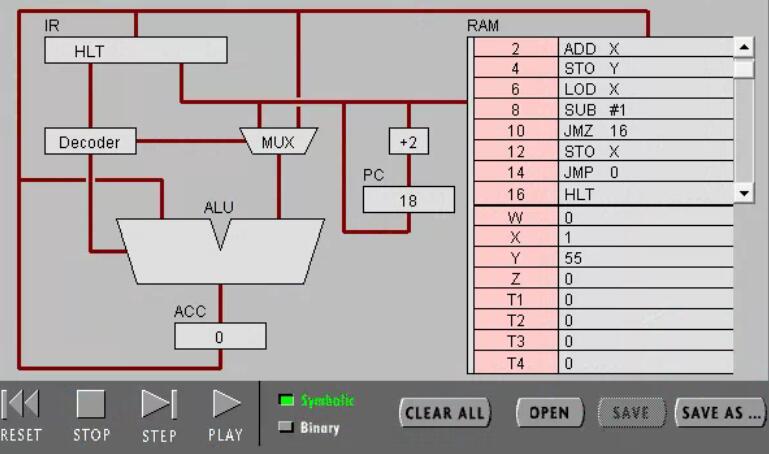 IR
HLT
Decoder
MUX
+2
PC
18
ALU
ACC
0
RAM
2 ADD X
4 STO Y
6 LOD X
8 SUB #1
10 JMZ 16
12 STO X
14 JMP 0
16 HLT
W 0
X 1
Y 55
Z 0
T1 0
T2 0
T3 0
T4 0
RESET STOP STEP PLAY
Symbolic
Binary
CLEAR ALL OPEN SAVE SAVE AS ...